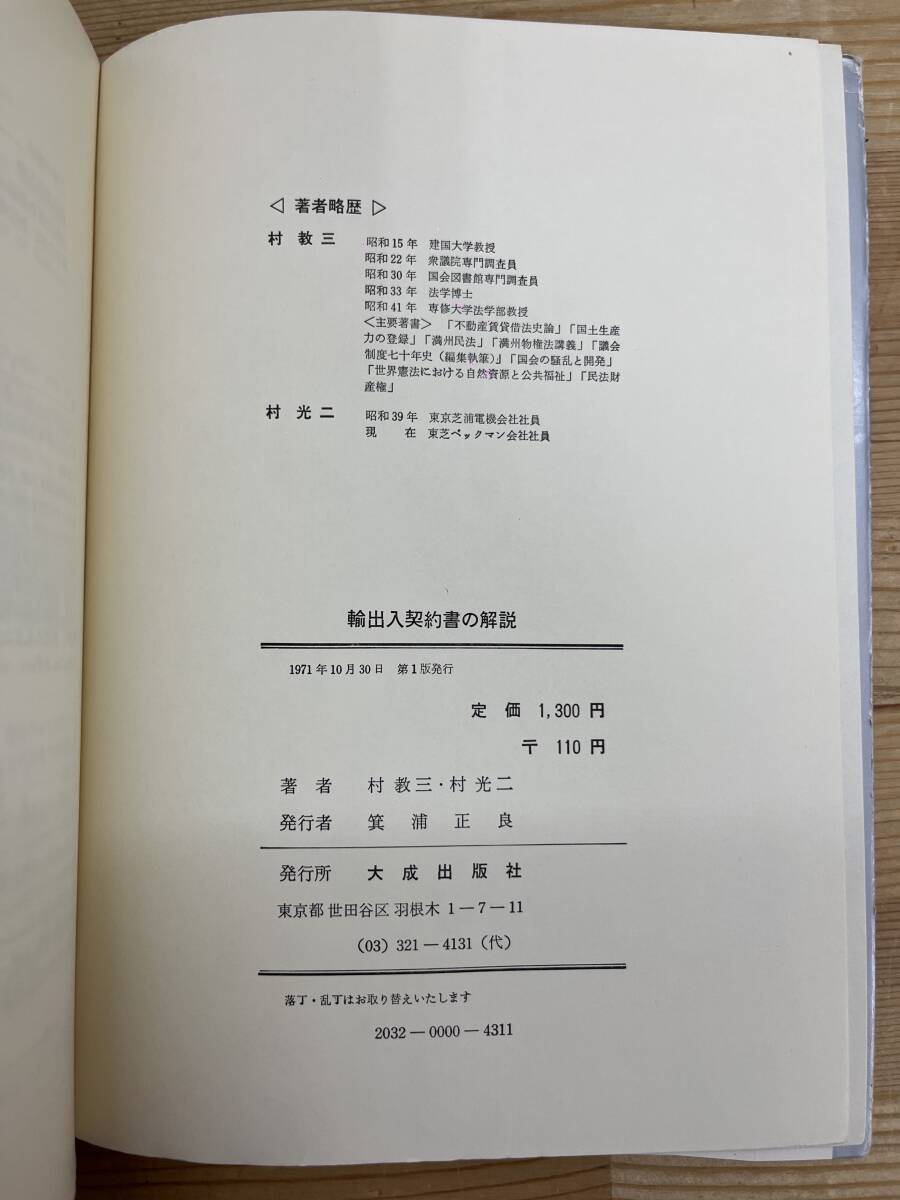 ◁ 著者略歴 ▷
村 教 三 昭和15年 建国大学教授
昭和22年 衆議院専門調査員
昭和30年 国会図書館専門調査員
昭和33年 法学博士
昭和41年 専修大学法学部教授
＜主要著書＞ 「不動産賃貸借法史論」「国土生産
力の登録」「満州民法」「満州物権法講義」「議会
制度七十年史（編集執筆）」「国会の騒乱と開発」
「世界憲法における自然資源と公共福祉」「民法財
産権」
村 光 二 昭和39年 東京芝浦電機会社社員
現 在 東芝ベックマン会社社員
輸出入契約書の解説
1971年10月30日 第1版発行
定 価 1,300 円
〒 110 円
著 者 村 教三・村 光二
発行者 箕 浦 正 良
発行所 大 成 出 版 社
東京都 世田谷区 羽根木 1－7－11
（03）321－4131（代）
落丁・乱丁はお取り替えいたします
2032－0000－4311